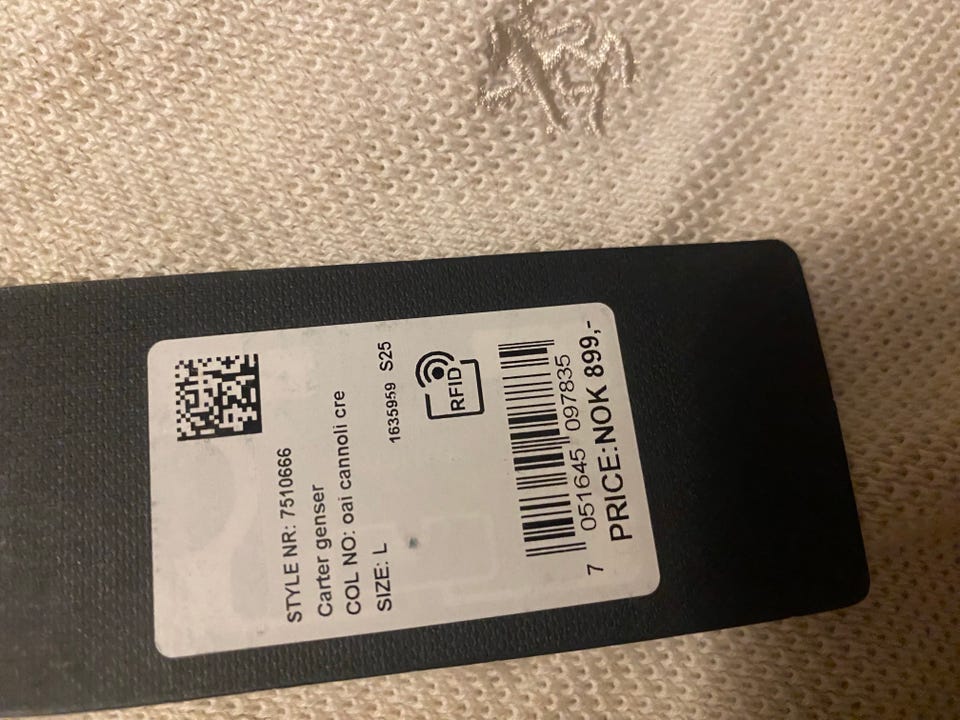 STYLE NR: 7510666
Carter genser
COL NO: oai cannoli cre
SIZE: L
1635959 S25
RFID
7 051645 097835
PRICE:NOK 899,-